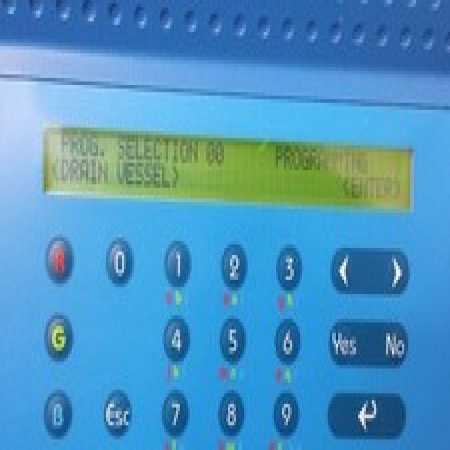 PROG. SELECTION 00 PROGRAMMING
<DRAIN VESSEL> <ENTER>
R 0 1 2 3 < >
G 4 5 6 Yes No
B Esc 7 8 9